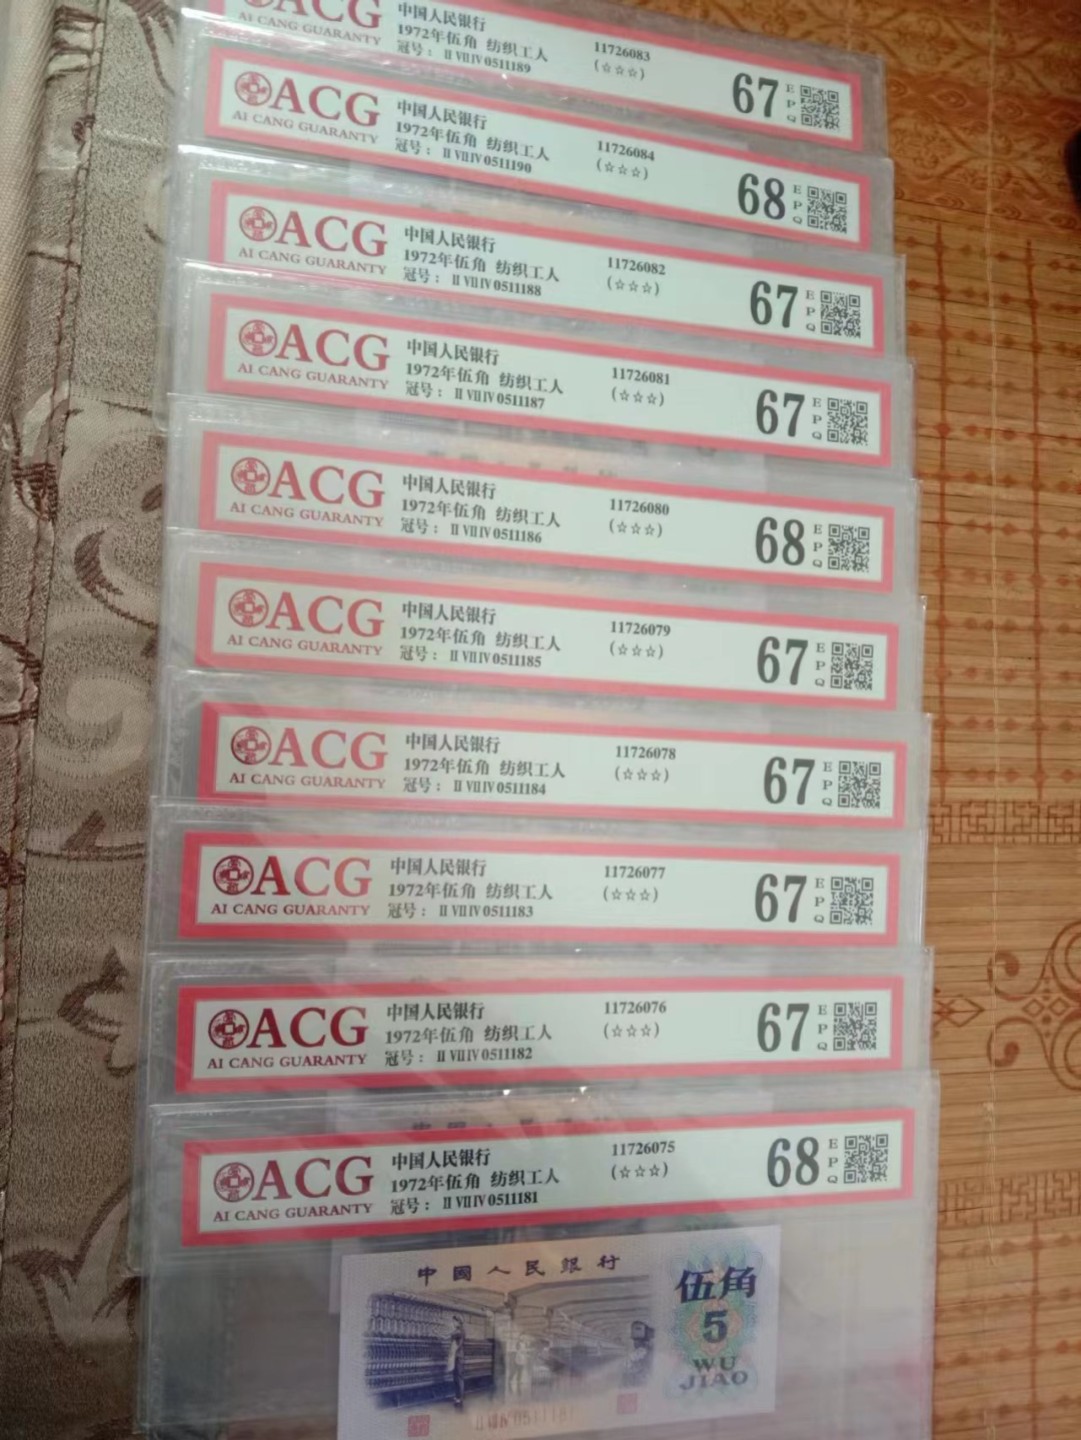 ACG
AI CANG GUARANTY
中国人民银行
1972年伍角 纺织工人
冠号： II VII IV 0511189
11726083
(☆☆☆)
67
EPQ
ACG
AI CANG GUARANTY
中国人民银行
1972年伍角 纺织工人
冠号： II VII IV 0511190
11726084
(☆☆☆)
68
EPQ
ACG
AI CANG GUARANTY
中国人民银行
1972年伍角 纺织工人
冠号： II VII IV 0511188
11726082
(☆☆☆)
67
EPQ
ACG
AI CANG GUARANTY
中国人民银行
1972年伍角 纺织工人
冠号： II VII IV 0511187
11726081
(☆☆☆)
67
EPQ
ACG
AI CANG GUARANTY
中国人民银行
1972年伍角 纺织工人
冠号： II VII IV 0511186
11726080
(☆☆☆)
68
EPQ
ACG
AI CANG GUARANTY
中国人民银行
1972年伍角 纺织工人
冠号： II VII IV 0511185
11726079
(☆☆☆)
67
EPQ
ACG
AI CANG GUARANTY
中国人民银行
1972年伍角 纺织工人
冠号： II VII IV 0511184
11726078
(☆☆☆)
67
EPQ
ACG
AI CANG GUARANTY
中国人民银行
1972年伍角 纺织工人
冠号： II VII IV 0511183
11726077
(☆☆☆)
67
EPQ
ACG
AI CANG GUARANTY
中国人民银行
1972年伍角 纺织工人
冠号： II VII IV 0511182
11726076
(☆☆☆)
67
EPQ
ACG
AI CANG GUARANTY
中国人民银行
1972年伍角 纺织工人
冠号： II VII IV 0511181
11726075
(☆☆☆)
68
EPQ
中國人民銀行
伍角
5
WU
JIAO